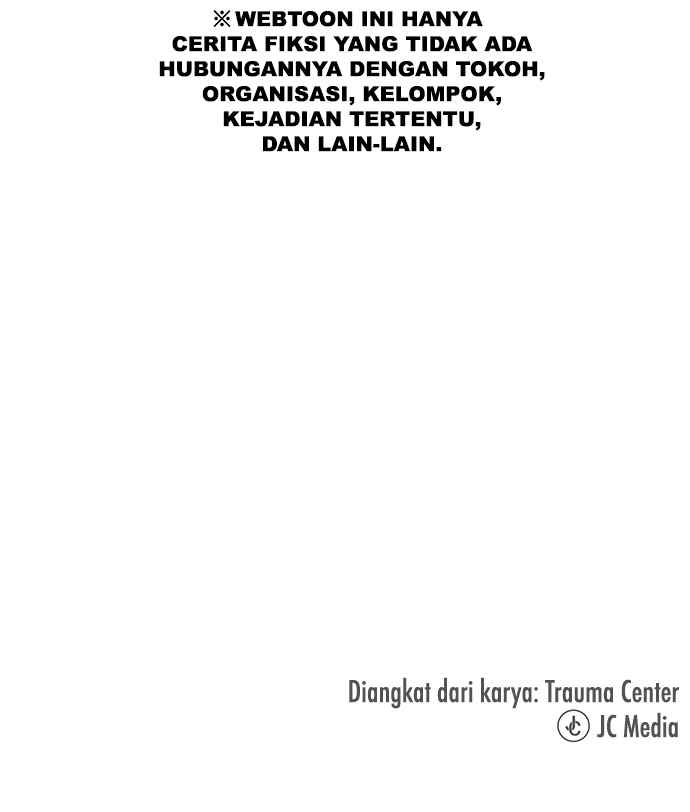 ※WEBTOON INI HANYA
CERITA FIKSI YANG TIDAK ADA
HUBUNGANNYA DENGAN TOKOH,
ORGANISASI, KELOMPOK,
KEJADIAN TERTENTU,
DAN LAIN-LAIN.
Diangkat dari karya: Trauma Center
JC JC Media